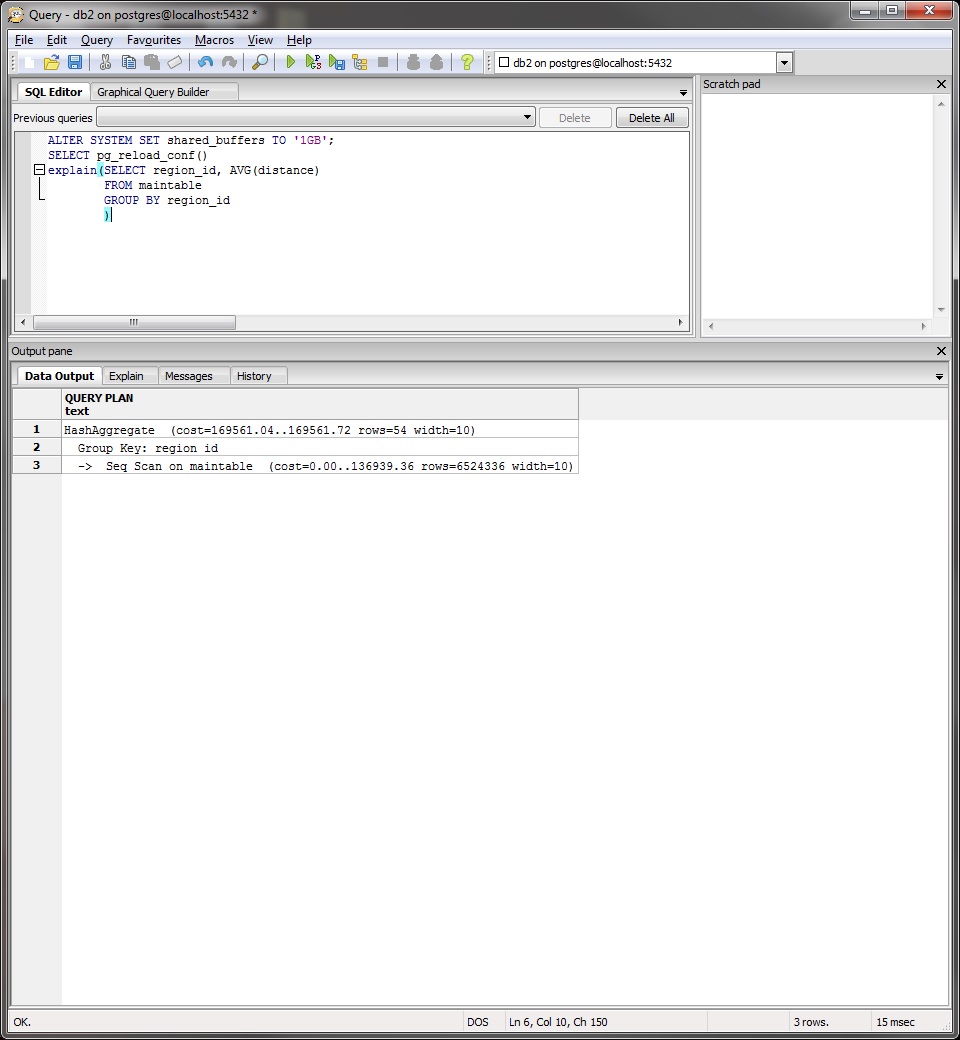 Query - db2 on postgres@localhost:5432 *
File Edit Query Favourites Macros View Help
db2 on postgres@localhost:5432
SQL Editor Graphical Query Builder
Scratch pad
Previous queries Delete Delete All
ALTER SYSTEM SET shared_buffers TO '1GB';
SELECT pg_reload_conf()
explain(SELECT region_id, AVG(distance)
FROM maintable
GROUP BY region_id
)
Output pane
Data Output Explain Messages History
QUERY PLAN
text
1 HashAggregate (cost=169561.04..169561.72 rows=54 width=10)
2 Group Key: region_id
3 -> Seq Scan on maintable (cost=0.00..136939.36 rows=6524336 width=10)
OK. DOS Ln 6, Col 10, Ch 150 3 rows. 15 msec